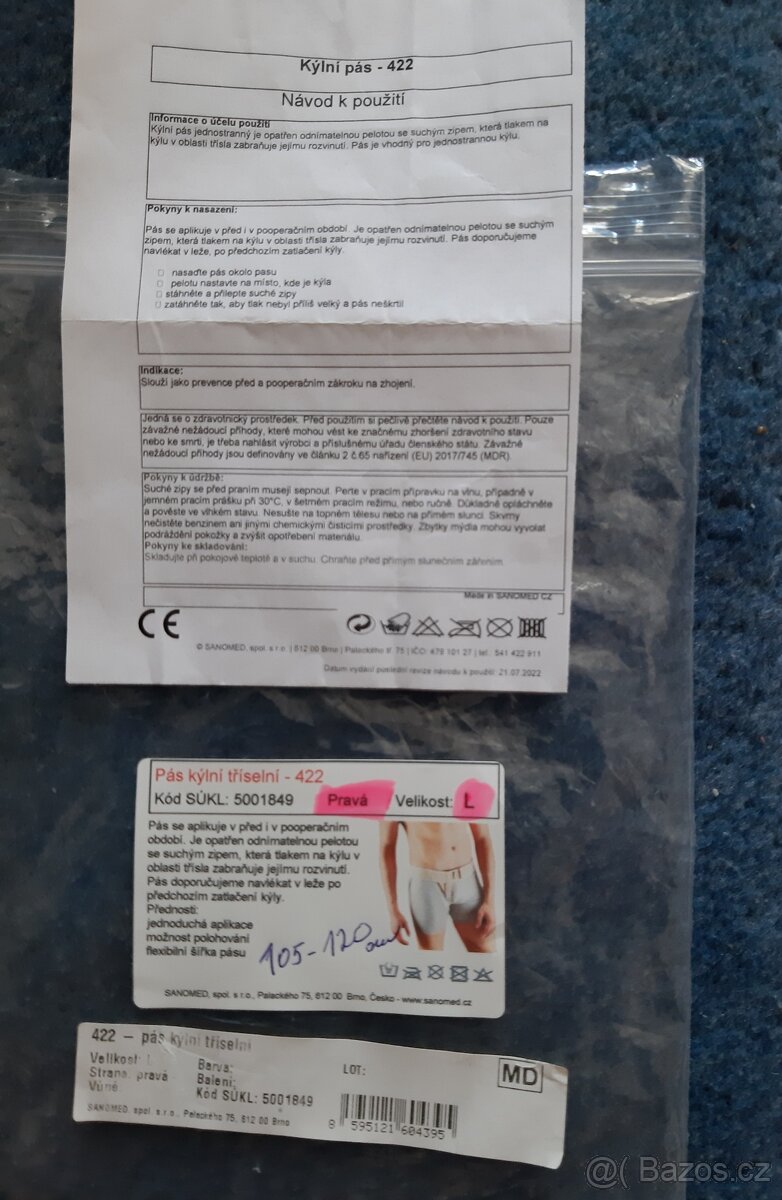 Kýlní pás - 422
Návod k použití
Informace o účelu použití
Kýlní pás jednostranný je opatřen odnímatelnou pelotou se suchým zipem, která tlakem na
kýlu v oblasti třísla zabraňuje jejímu rozvinutí. Pás je vhodný pro jednostrannou kýlu.
Pokyny k nasazení:
Pás se aplikuje v před i v pooperačním období. Je opatřen odnímatelnou pelotou se suchým
zipem, která tlakem na kýlu v oblasti třísla zabraňuje jejímu rozvinutí. Pás doporučujeme
navlékat v leže, po předchozím zatlačení kýly.
nasaďte pás okolo pasu
pelotu nastavte na místo, kde je kýla
stáhněte a přilepte suché zipy
zatáhněte tak, aby tlak nebyl příliš velký a pás neškrtil
Indikace:
Slouží jako prevence před a pooperačním zákroku na zhojení.
Jedná se o zdravotnický prostředek. Před použitím si pečlivě přečtěte návod k použití. Pouze
závažné nežádoucí příhody, které mohou vést ke značnému zhoršení zdravotního stavu
nebo ke smrti, je třeba nahlásit výrobci a příslušnému úřadu členského státu. Závažné
nežádoucí příhody jsou definovány ve článku 2 č.65 nařízení (EU) 2017/745 (MDR).
Pokyny k údržbě:
Suché zipy se před praním musejí sepnout. Perte v pracím přípravku na vlnu, případně v
jemném pracím prášku při 30°C, v šetrném pracím režimu, nebo ručně. Důkladně opláchněte
a pověste ve vlhkém stavu. Nesušte na topném tělese nebo na přímém slunci. Skvrny
nečistěte benzínem ani jinými chemickými čisticími prostředky. Zbytky mýdla mohou vyvolat
podráždění pokožky a zvýšit opotřebení materiálu.
Pokyny ke skladování:
Skladujte při pokojové teplotě a v suchu. Chraňte před přímým slunečním zářením.
Made in SANOMED CZ
CE
© SANOMED, spol. s r.o. | 612 00 Brno | Palackého tř. 75 | IČO: 479 101 27 | tel.: 541 422 911
Datum vydání poslední revize návodu k použití: 21.07.2022
Pás kýlní tříselní - 422
Kód SÚKL: 5001849 Pravá Velikost: L
Pás se aplikuje v před i v pooperačním
období. Je opatřen odnímatelnou pelotou
se suchým zipem, která tlakem na kýlu v
oblasti třísla zabraňuje jejímu rozvinutí.
Pás doporučujeme navlékat v leže po
předchozím zatlačení kýly.
Přednosti:
jednoduchá aplikace
možnost polohování
flexibilní šířka pásu
105-120 cm
SANOMED, spol. s r.o., Palackého 75, 612 00 Brno, Česko - www.sanomed.cz
422 – pás kýlní tříselní
Velikost: L Barva: LOT: MD
Strana: pravá Balení:
Vůně: Kód SÚKL: 5001849
SANOMED, spol. s r.o., Palackého 75, 612 00 Brno
8 595121 604395
@( Bazos.cz